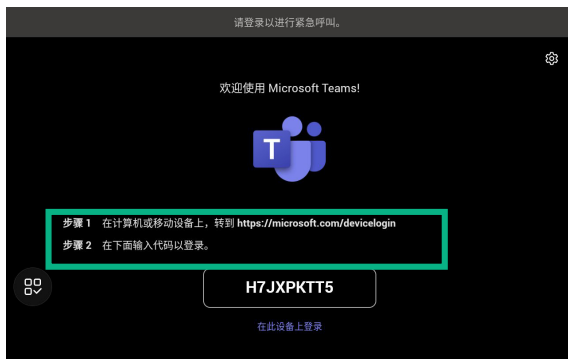 请登录以进行紧急呼叫。
欢迎使用 Microsoft Teams!
T
步骤 1 在计算机或移动设备上，转到 https://microsoft.com/devicelogin
步骤 2 在下面输入代码以登录。
H7JXPKTT5
在此设备上登录